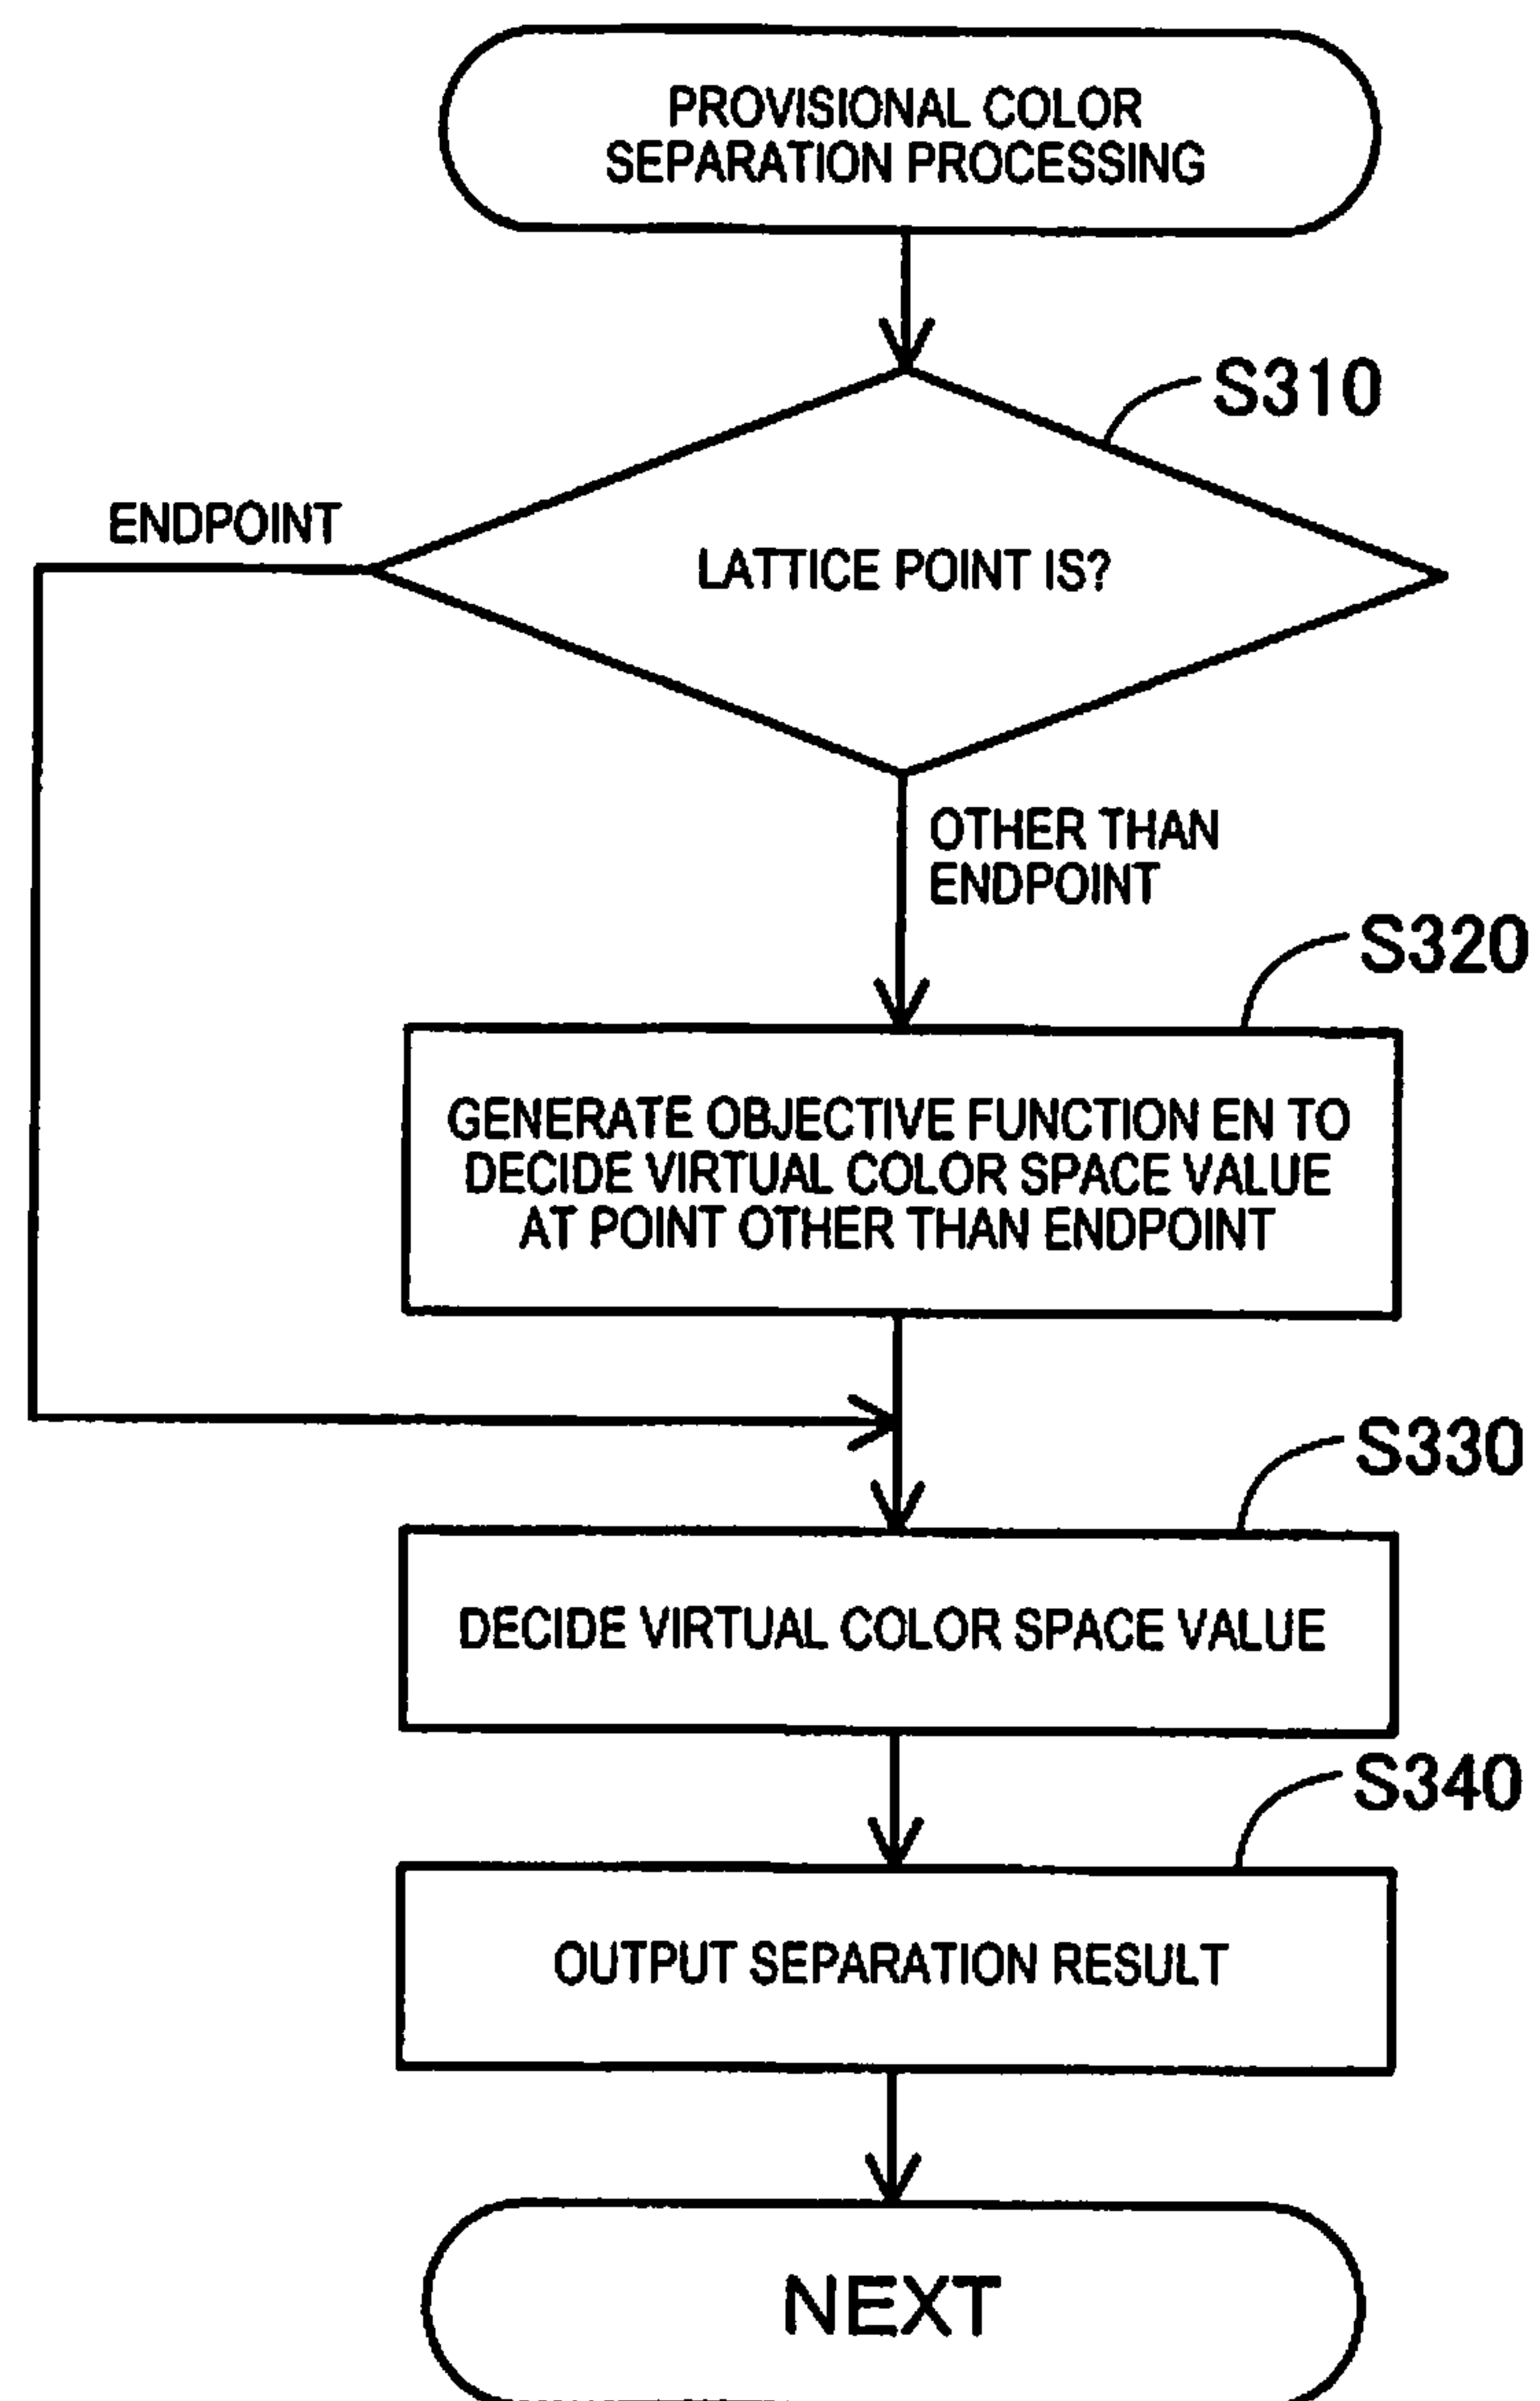 PROVISIONAL COLOR
SEPARATION PROCESSING
S310
ENDPOINT
LATTICE POINT IS?
OTHER THAN
ENDPOINT
S320
GENERATE OBJECTIVE FUNCTION EN TO
DECIDE VIRTUAL COLOR SPACE VALUE
AT POINT OTHER THAN ENDPOINT
S330
DECIDE VIRTUAL COLOR SPACE VALUE
S340
OUTPUT SEPARATION RESULT
NEXT